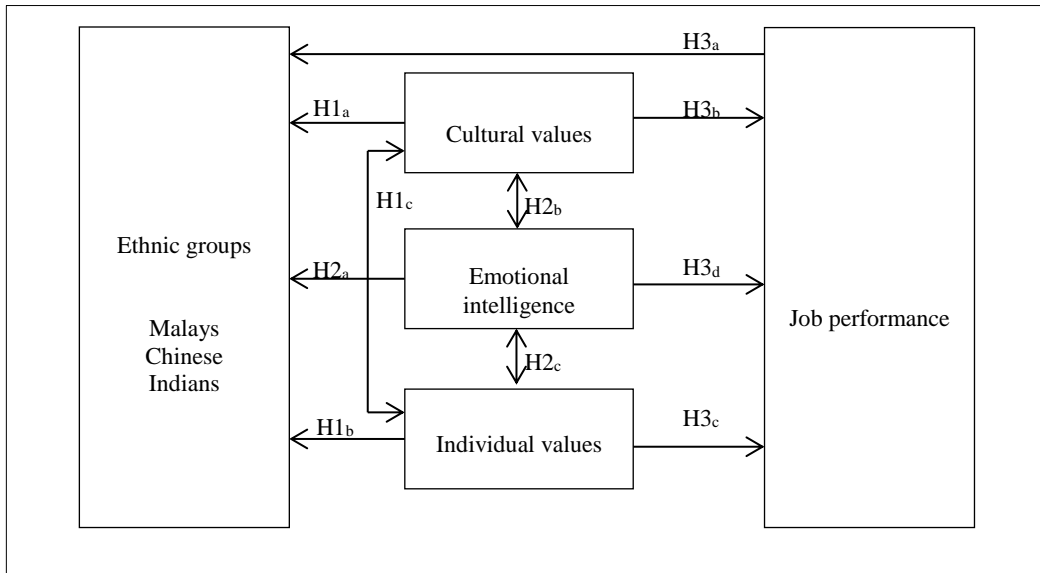 H3a
H1a
H3b
Cultural values
H1c
H2b
Ethnic groups
H2a
Emotional
intelligence
H3d
Malays
Chinese
Indians
Job performance
H2c
H1b
Individual values
H3c